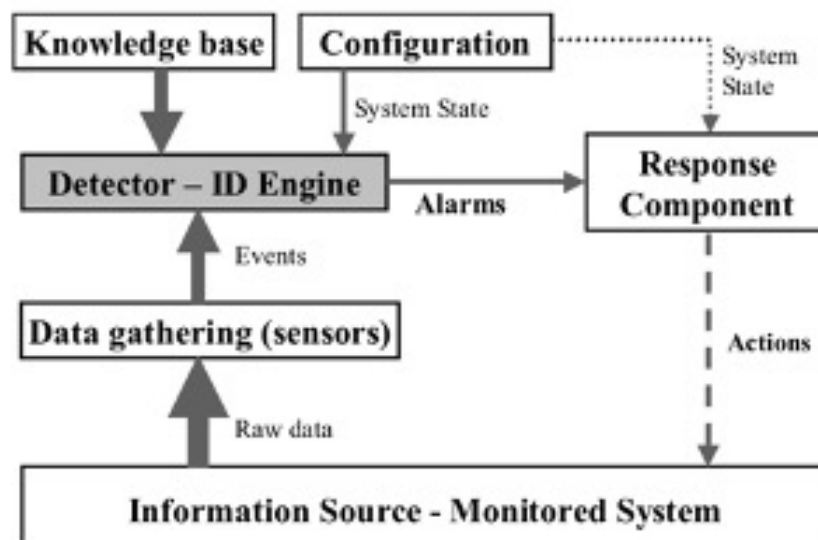 Knowledge base
Configuration
System
State
System State
Detector – ID Engine
Alarms
Response
Component
Events
Data gathering (sensors)
Actions
Raw data
Information Source - Monitored System